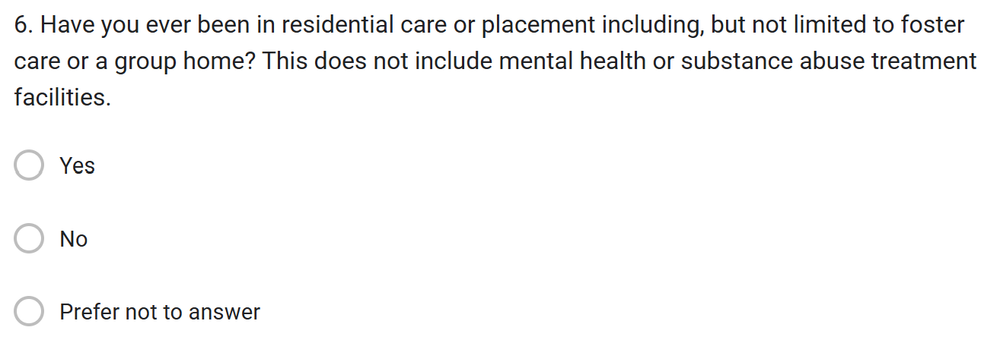 6. Have you ever been in residential care or placement including, but not limited to foster
care or a group home? This does not include mental health or substance abuse treatment
facilities.
Yes
No
Prefer not to answer